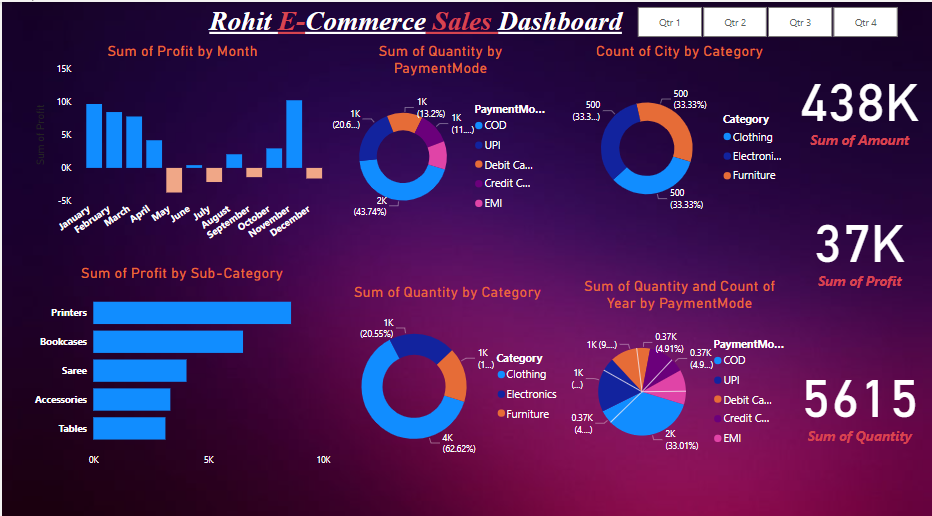 Rohit E-Commerce Sales Dashboard
Qtr 1
Qtr 2
Qtr 3
Qtr 4
Sum of Profit by Month
15K
10K
5K
0K
-5K
Sum of Profit
January
February
March
April
May
June
July
August
September
October
November
December
Sum of Quantity by
PaymentMode
1K
(13.2%)
1K
(11....)
1K
(20.6...)
2K
(43.74%)
PaymentMo...
COD
UPI
Debit Ca...
Credit C...
EMI
Count of City by Category
500
(33.33%)
500
(33.3...)
500
(33.33%)
Category
Clothing
Electroni...
Furniture
438K
Sum of Amount
37K
Sum of Profit
5615
Sum of Quantity
Sum of Profit by Sub-Category
Printers
Bookcases
Saree
Accessories
Tables
0K
5K
10K
Sum of Quantity by Category
1K
(20.55%)
1K
(1...)
4K
(62.62%)
Category
Clothing
Electronics
Furniture
Sum of Quantity and Count of
Year by PaymentMode
1K (9....)
0.37K
(4.91%)
0.37K
(4.9...)
1K
(...)
0.37K
(4....)
2K
(33.01%)
PaymentMo...
COD
UPI
Debit Ca...
Credit C...
EMI